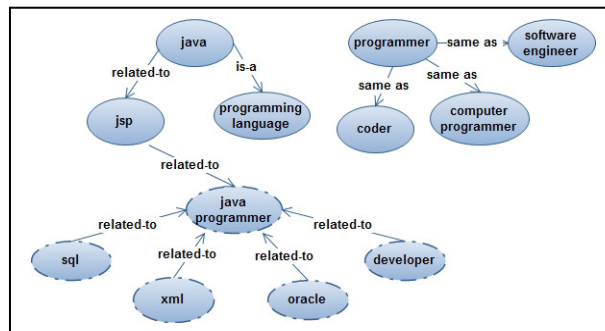 java
programmer
same as
software
engineer
related-to
is-a
same as
same as
jsp
programming
language
coder
computer
programmer
related-to
java
programmer
related-to
related-to
sql
related-to
related-to
developer
xml
oracle